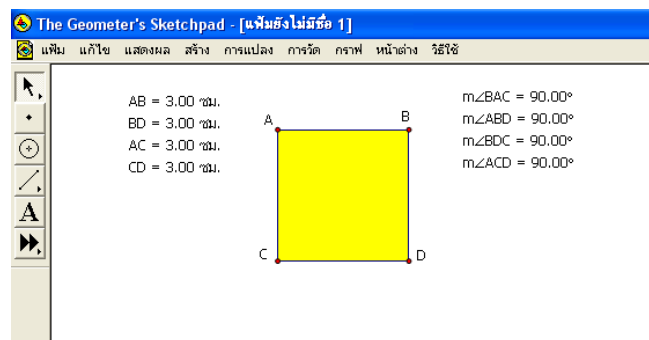 The Geometer's Sketchpad - [แฟ้มยังไม่มีชื่อ 1]
แฟ้ม แก้ไข แสดงผล สร้าง การแปลง การวัด กราฟ หน้าต่าง วิธีใช้
AB = 3.00 ซม.
BD = 3.00 ซม.
AC = 3.00 ซม.
CD = 3.00 ซม.
A
B
C
D
m∠BAC = 90.00°
m∠ABD = 90.00°
m∠BDC = 90.00°
m∠ACD = 90.00°
A